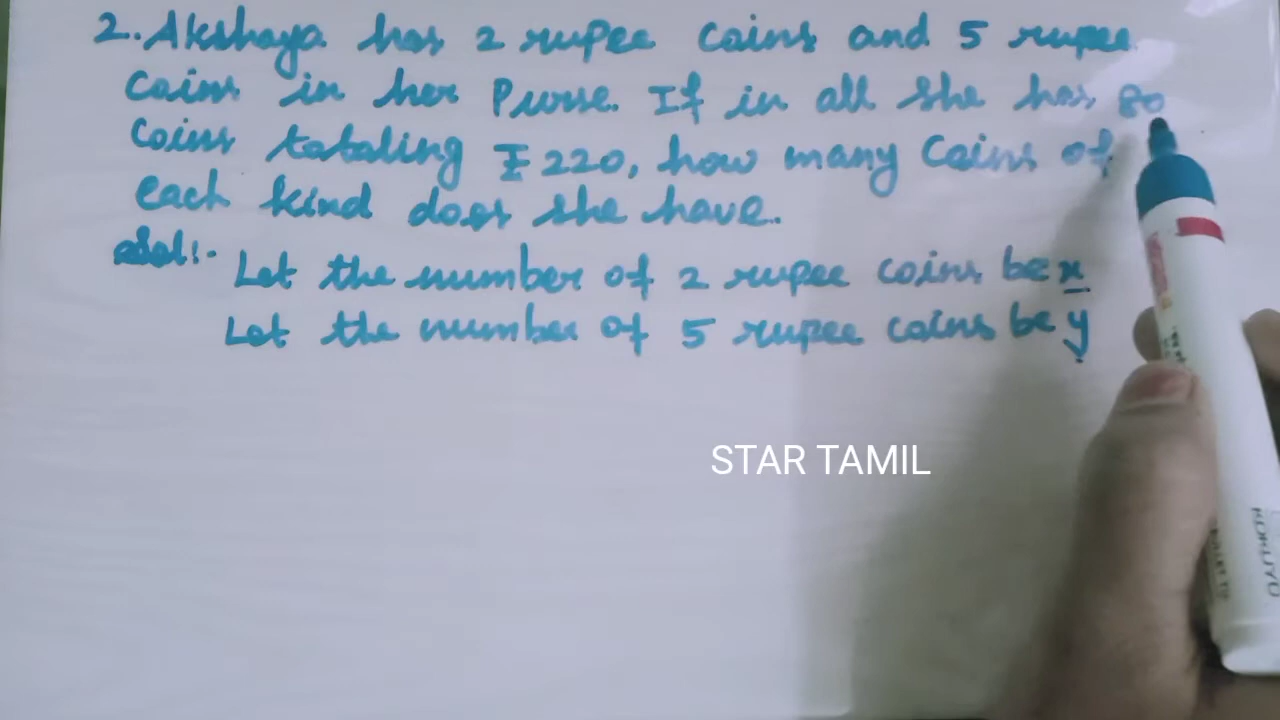 2. Akshaya has 2 rupee coins and 5 rupee
coins in her Purse. If in all she has 80
coins totaling ₹ 220, how many Coins of
each kind does she have.
Sol:-
Let the number of 2 rupee coins be x
Let the number of 5 rupee coins be y
STAR TAMIL